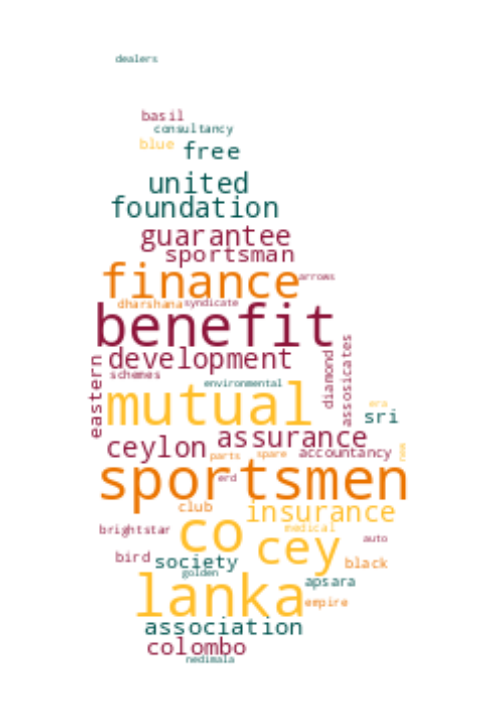 dealers
basil
consultancy
blue free
united
foundation
guarantee
sportsman
finance arrows
dharshana syndicate
benefit
development
schemes
eastern
environmental
diamond
assosicates
mutual
era
sri
ceylon assurance
parts spare accountancy
room
sportsmen
erd
club insurance
co medical
brightstar cey auto
bird society black
golden
lanka apsara
empire
association
colombo
nedimala